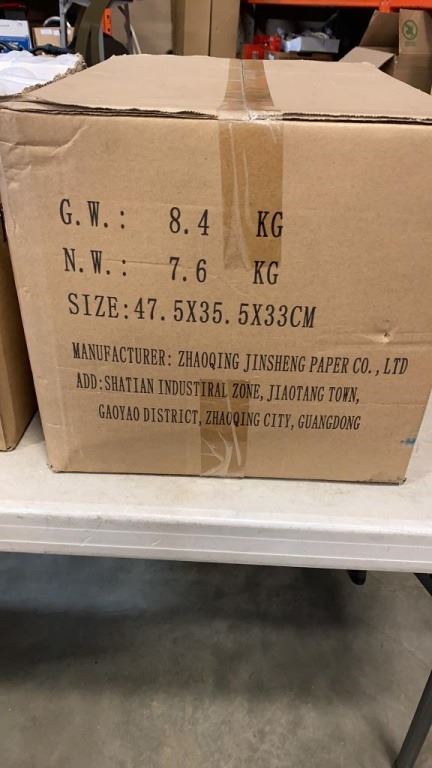 G.W.: 8.4 KG
N.W.: 7.6 KG
SIZE:47.5X35.5X33CM
MANUFACTURER: ZHAOQING JINSHENG PAPER CO.,LTD
ADD:SHATIAN INDUSTIRAL ZONE, JIAOTANG TOWN,
GAOYAO DISTRICT, ZHAOQING CITY, GUANGDONG